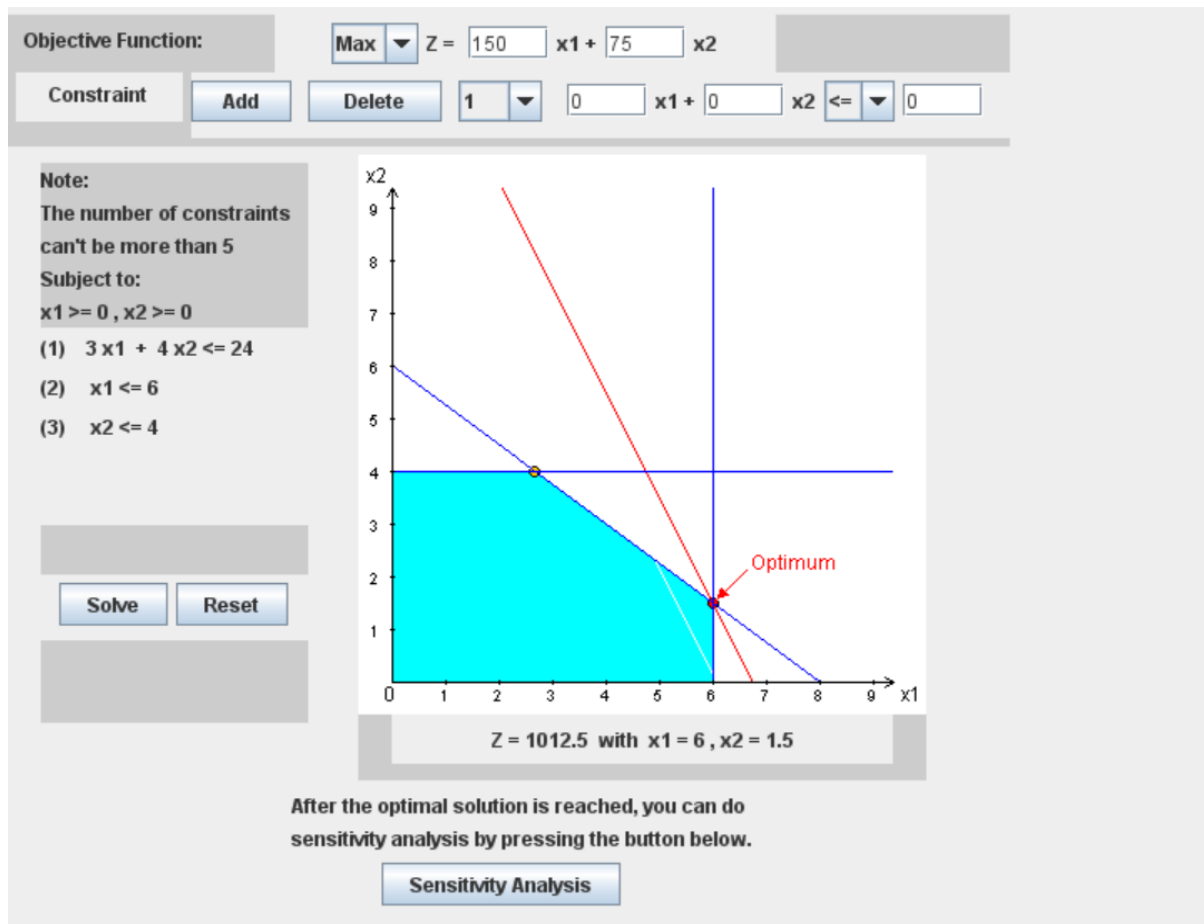 Objective Function: Max Z = 150 x1 + 75 x2
Constraint Add Delete 1 0 x1 + 0 x2 <= 0
Note:
The number of constraints
can't be more than 5
Subject to:
x1 >= 0 , x2 >= 0
(1) 3 x1 + 4 x2 <= 24
(2) x1 <= 6
(3) x2 <= 4
Solve Reset
x2
9
8
7
6
5
4
3
2
1
Optimum
0 1 2 3 4 5 6 7 8 9 x1
Z = 1012.5 with x1 = 6 , x2 = 1.5
After the optimal solution is reached, you can do
sensitivity analysis by pressing the button below.
Sensitivity Analysis